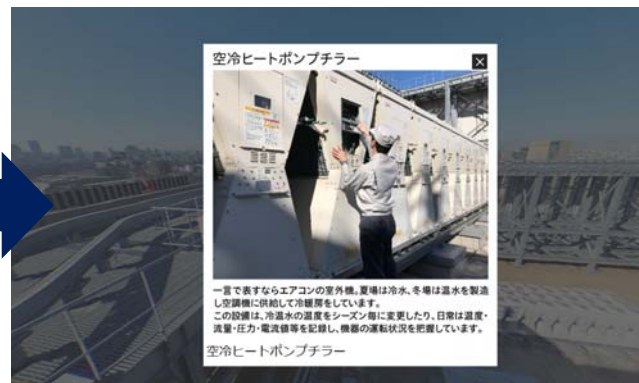 空冷ヒートポンプチラー
一言で表すならエアコンの室外機。夏場は冷水、冬場は温水を製造
し空調機に供給して冷暖房をしています。
この設備は、冷温水の温度をシーズン毎に変更したり、日常は温度・
流量・圧力・電流値等を記録し、機器の運転状況を把握しています。
空冷ヒートポンプチラー